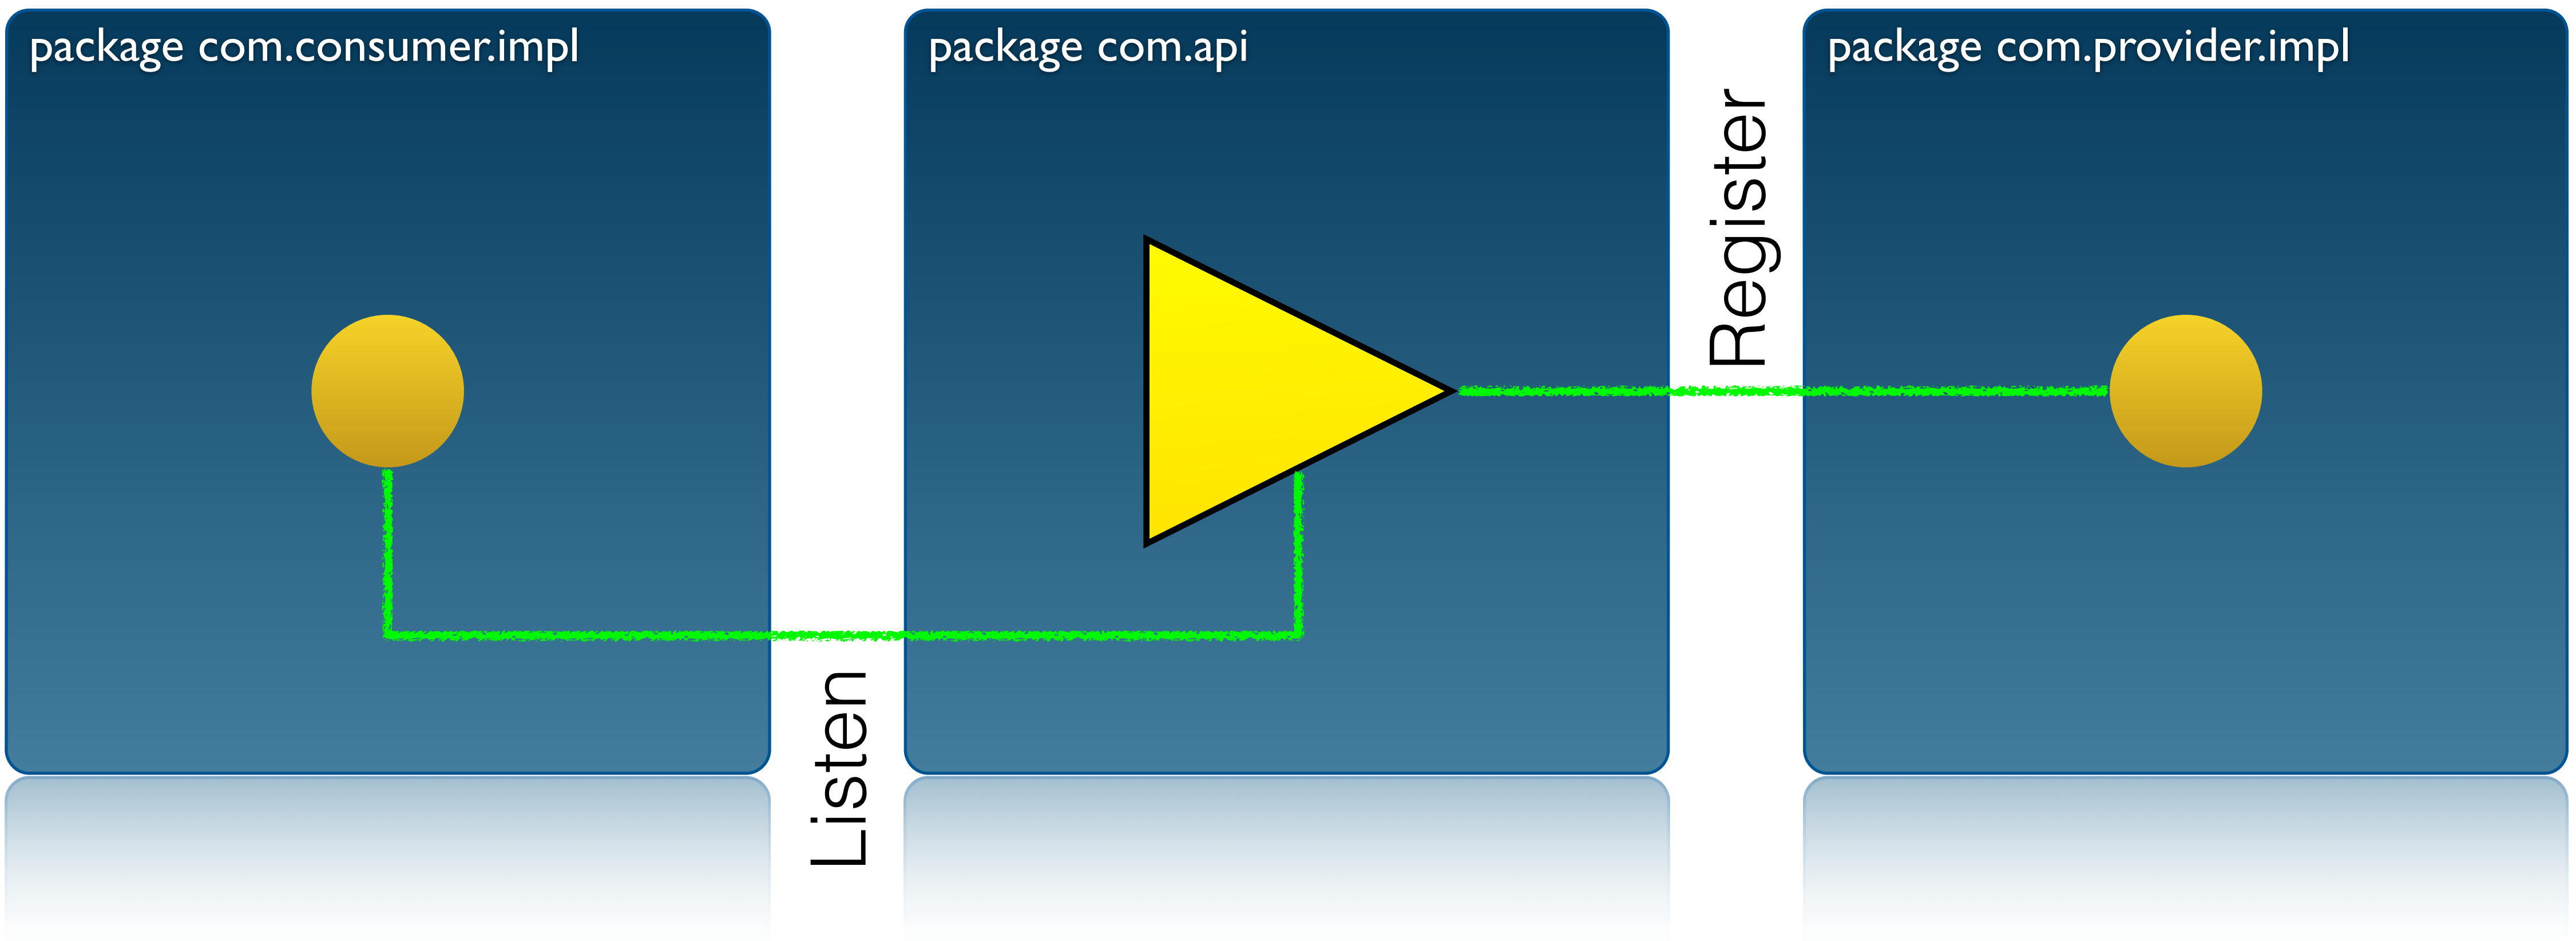 package com.consumer.impl
package com.api
package com.provider.impl
Register
Listen